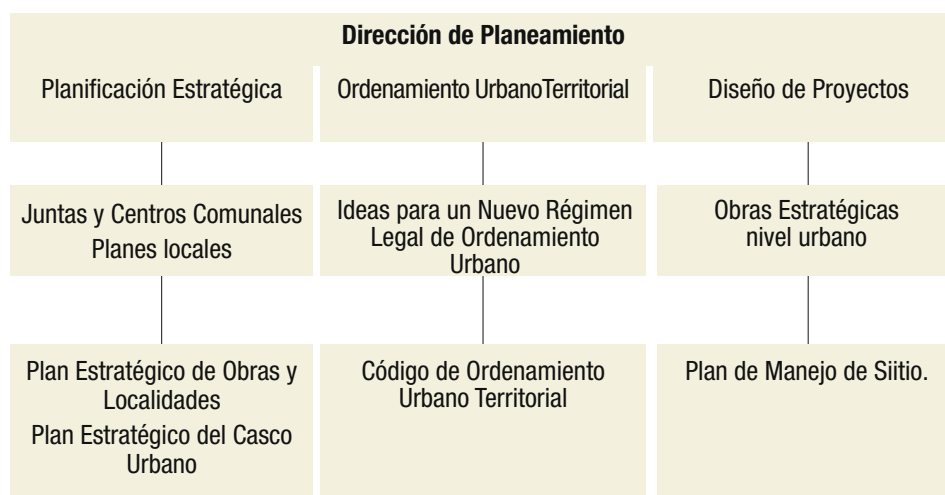 Dirección de Planeamiento
Planificación Estratégica
Ordenamiento UrbanoTerritorial
Diseño de Proyectos
Juntas y Centros Comunales
Planes locales
Ideas para un Nuevo Régimen
Legal de Ordenamiento
Urbano
Obras Estratégicas
nivel urbano
Plan Estratégico de Obras y
Localidades
Plan Estratégico del Casco
Urbano
Código de Ordenamiento
Urbano Territorial
Plan de Manejo de Siitio.